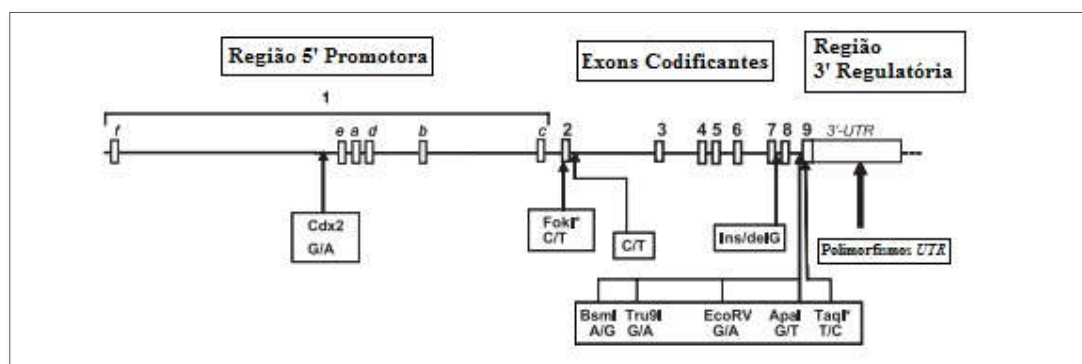 Região 5' Promotora
Exons Codificantes
Região
3' Regulatória
1
f
e a d
b
c
2
3
4 5 6
7 8 9
3'-UTR
Cdx2
G/A
FokI*
C/T
C/T
Ins/delG
Polimorfismos UTR
BsmI Tru9I EcoRV ApaI TaqI*
A/G G/A G/A G/T T/C